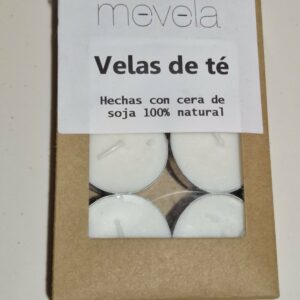 mevela
Velas de té
Hechas con cera de
soja 100% natural